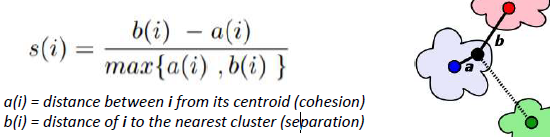 s(i) = b(i) − a(i) / max{a(i) , b(i) }
b
a
a(i) = distance between i from its centroid (cohesion)
b(i) = distance of i to the nearest cluster (separation)